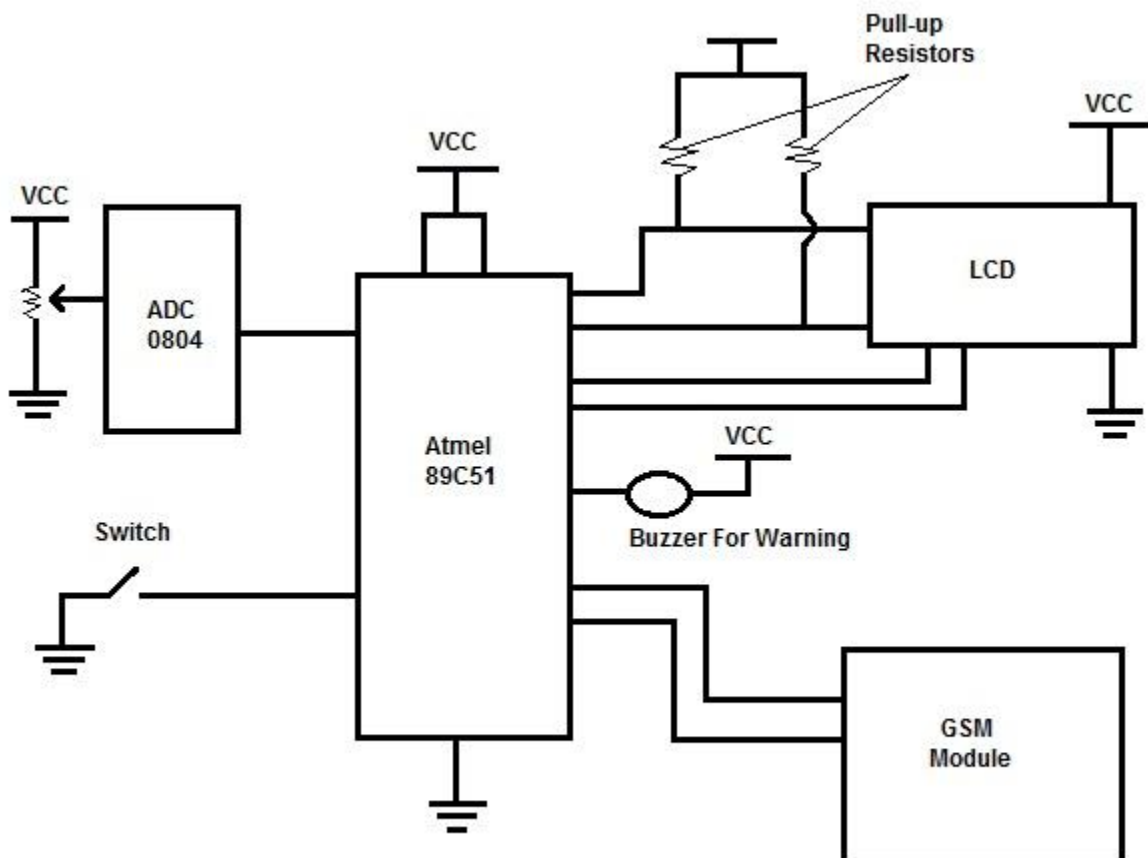 Pull-up
Resistors
VCC
VCC
VCC
ADC
0804
LCD
Atmel
89C51
VCC
Buzzer For Warning
Switch
GSM
Module